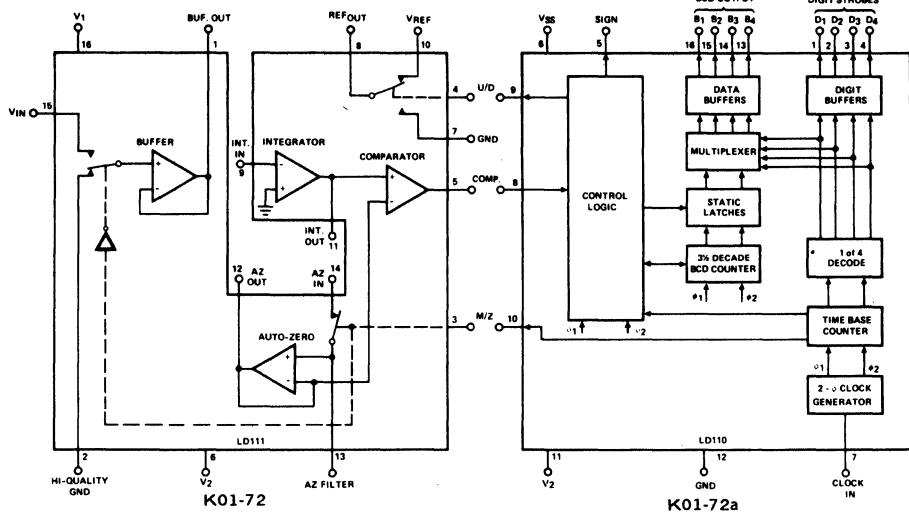 DIGIT STROBES
V1 BUF. OUT REFOUT VREF VSS SIGN B1 B2 B3 B4 D1 D2 D3 D4
16 1 8 10 6 5 16 15 14 13 1 2 3 4
VIN 15
4 U/D 9
DATA BUFFERS
DIGIT BUFFERS
7 GND
BUFFER
INT. IN 9
INTEGRATOR
COMPARATOR
MULTIPLEXER
5 COMP. 8
CONTROL LOGIC
STATIC LATCHES
INT. OUT 11
12 AZ OUT
14 AZ IN
3½ DECADE BCD COUNTER
1 of 4 DECODE
φ1 φ2
3 M/Z 10
TIME BASE COUNTER
φ1 φ2
AUTO-ZERO
φ1 φ2
2-φ CLOCK GENERATOR
LD111
LD110
2 6 13 11 12 7
HI-QUALITY GND
V2
AZ FILTER
V2
GND
CLOCK IN
K01-72
K01-72a